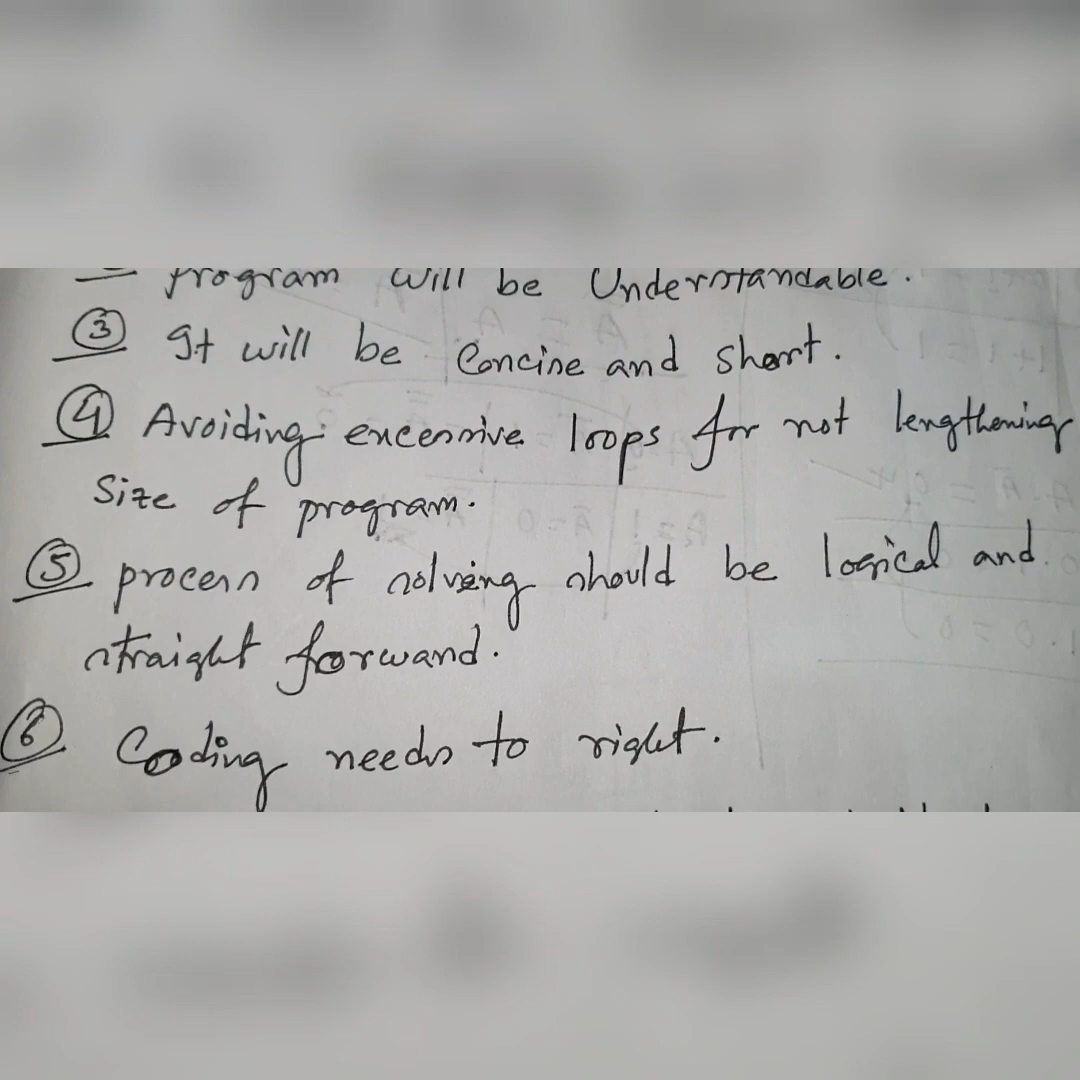 program will be Understandable.
③ It will be Concise and short.
④ Avoiding excessive loops for not lengthening
Size of program.
⑤ process of solving should be logical and
straight forward.
⑥ Coding needs to right.